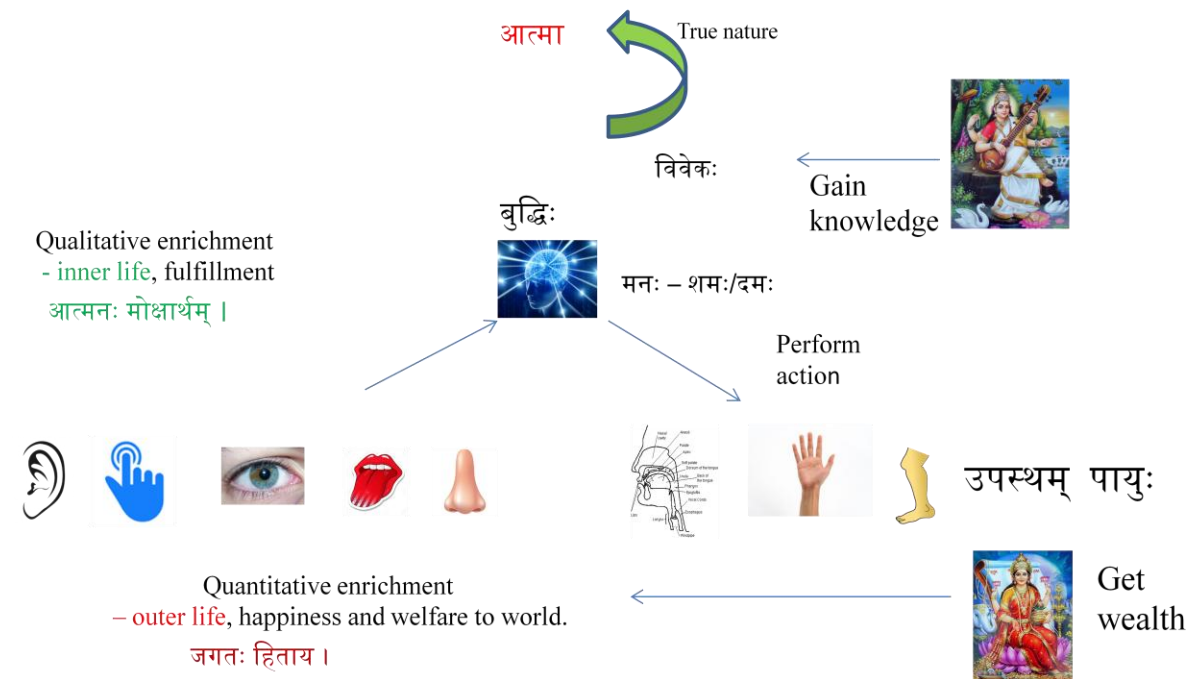 आत्मा
True nature
विवेकः
Gain
knowledge
बुद्धिः
Qualitative enrichment
- inner life, fulfillment
आत्मनः मोक्षार्थम् |
मनः – शमः/दमः
Perform
action
उपस्थम् पायुः
Quantitative enrichment
– outer life, happiness and welfare to world.
जगतः हिताय ।
Get
wealth